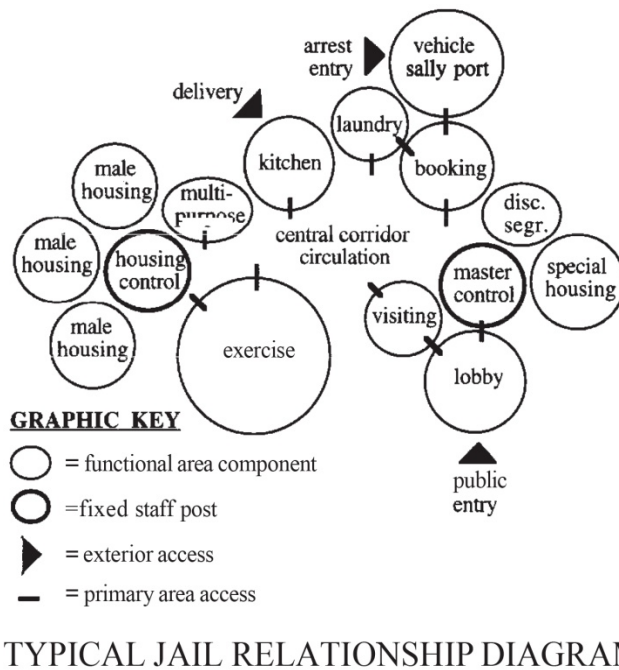 arrest
entry
vehicle
sally port
delivery
laundry
kitchen
booking
male
housing
multi-
purpose
disc.
segr.
male
housing
housing
control
central corridor
circulation
master
control
special
housing
male
housing
exercise
visiting
lobby
GRAPHIC KEY
= functional area component
=fixed staff post
public
entry
= exterior access
= primary area access
TYPICAL JAIL RELATIONSHIP DIAGRAM